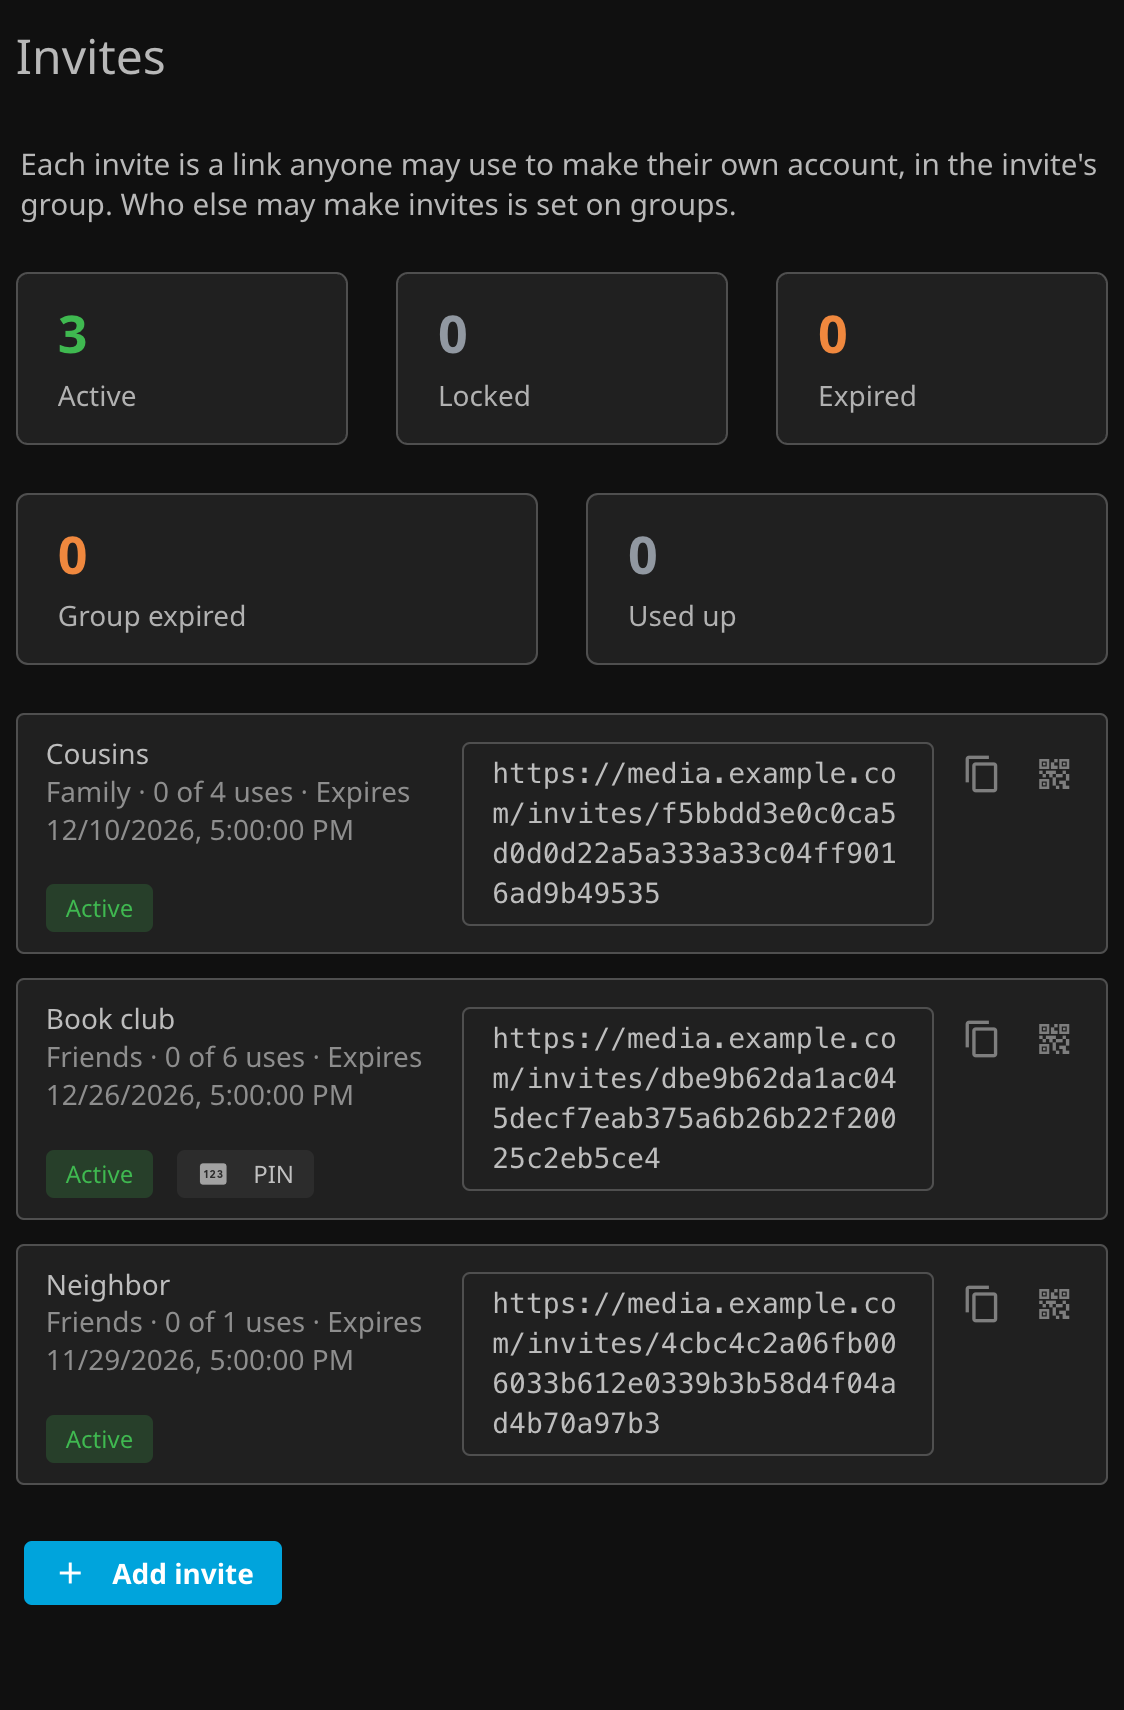 Invites
Each invite is a link anyone may use to make their own account, in the invite's
group. Who else may make invites is set on groups.
3
Active
0
Locked
0
Expired
0
Group expired
0
Used up
Cousins
Family · 0 of 4 uses · Expires
12/10/2026, 5:00:00 PM
Active
https://media.example.co
m/invites/f5bbdd3e0c0ca5
d0d0d22a5a333a33c04ff901
6ad9b49535
Book club
Friends · 0 of 6 uses · Expires
12/26/2026, 5:00:00 PM
Active
123 PIN
https://media.example.co
m/invites/dbe9b62da1ac04
5decf7eab375a6b26b22f200
25c2eb5ce4
Neighbor
Friends · 0 of 1 uses · Expires
11/29/2026, 5:00:00 PM
Active
https://media.example.co
m/invites/4cbc4c2a06fb00
6033b612e0339b3b58d4f04a
d4b70a97b3
Add invite